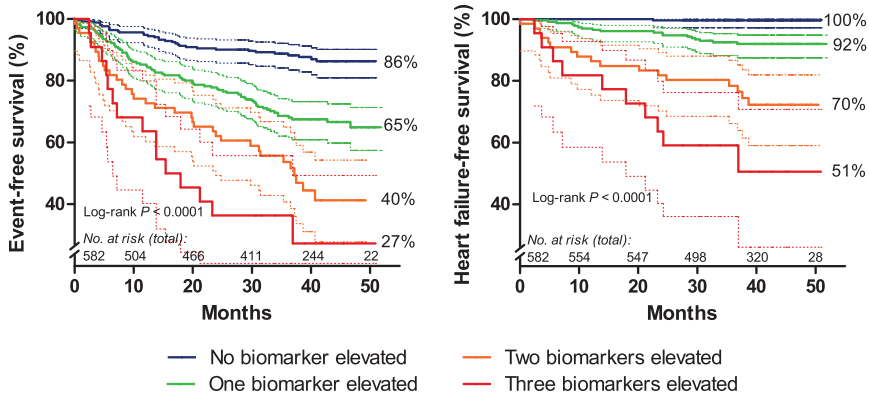 Event-free survival (%)
100
80
60
40
86%
65%
40%
27%
Log-rank P < 0.0001
No. at risk (total):
582 504 466 411 244 22
0 10 20 30 40 50
Months
Heart failure-free survival (%)
100
80
60
40
100%
92%
70%
51%
Log-rank P < 0.0001
No. at risk (total):
582 554 547 498 320 28
0 10 20 30 40 50
Months
No biomarker elevated
One biomarker elevated
Two biomarkers elevated
Three biomarkers elevated